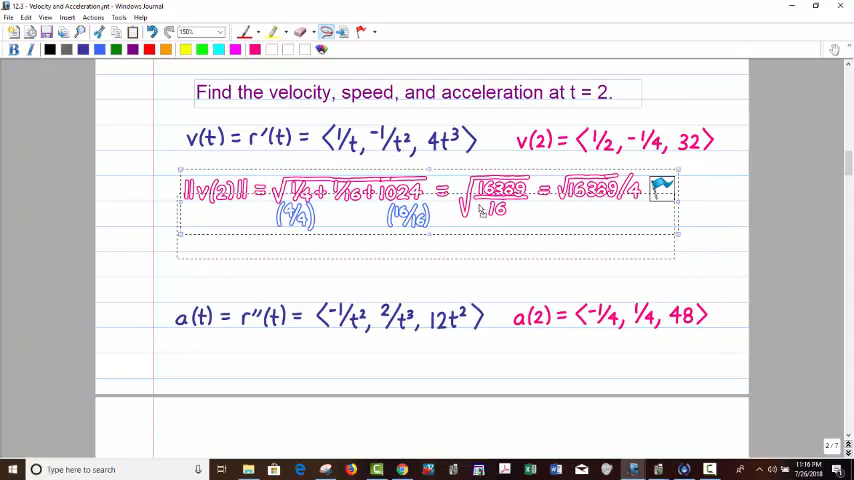 12.3 - Velocity and Acceleration.jnt - Windows Journal
File Edit View Insert Actions Tools Help
150%
B I
Find the velocity, speed, and acceleration at t = 2.
v(t) = r'(t) = ⟨1/t, -1/t², 4t³⟩ v(2) = ⟨1/2, -1/4, 32⟩
||v(2)|| = √1/4 + 1/16 + 1024 = √16389/16 = √16389/4
(4/4) (16/16)
a(t) = r''(t) = ⟨-1/t², 2/t³, 12t²⟩ a(2) = ⟨-1/4, 1/4, 48⟩
2 / 7
Type here to search
11:16 PM
7/26/2018